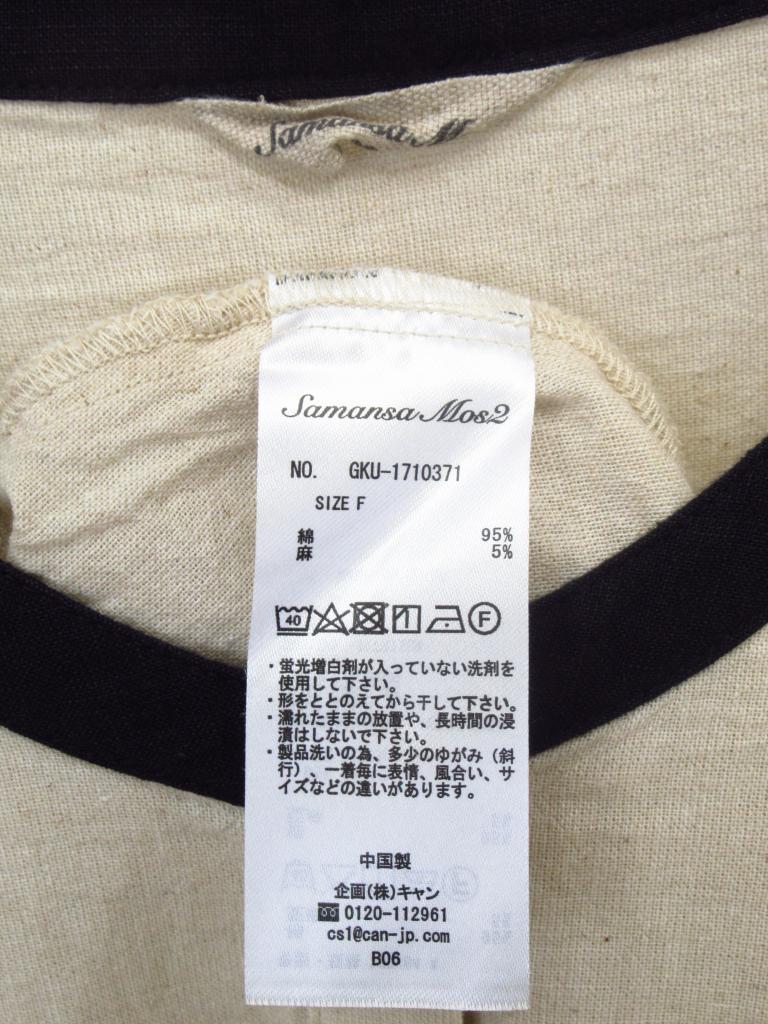 Samansa M
Samansa Mos2
NO. GKU-1710371
SIZE F
綿 95%
麻 5%
40
F
・蛍光増白剤が入っていない洗剤を
使用して下さい。
・形をととのえてから干して下さい。
・濡れたままの放置や、長時間の浸
漬はしないで下さい。
・製品洗いの為、多少のゆがみ（斜
行）、一着毎に表情、風合い、サ
イズなどの違いがあります。
中国製
企画(株)キャン
0120-112961
cs1@can-jp.com
B06